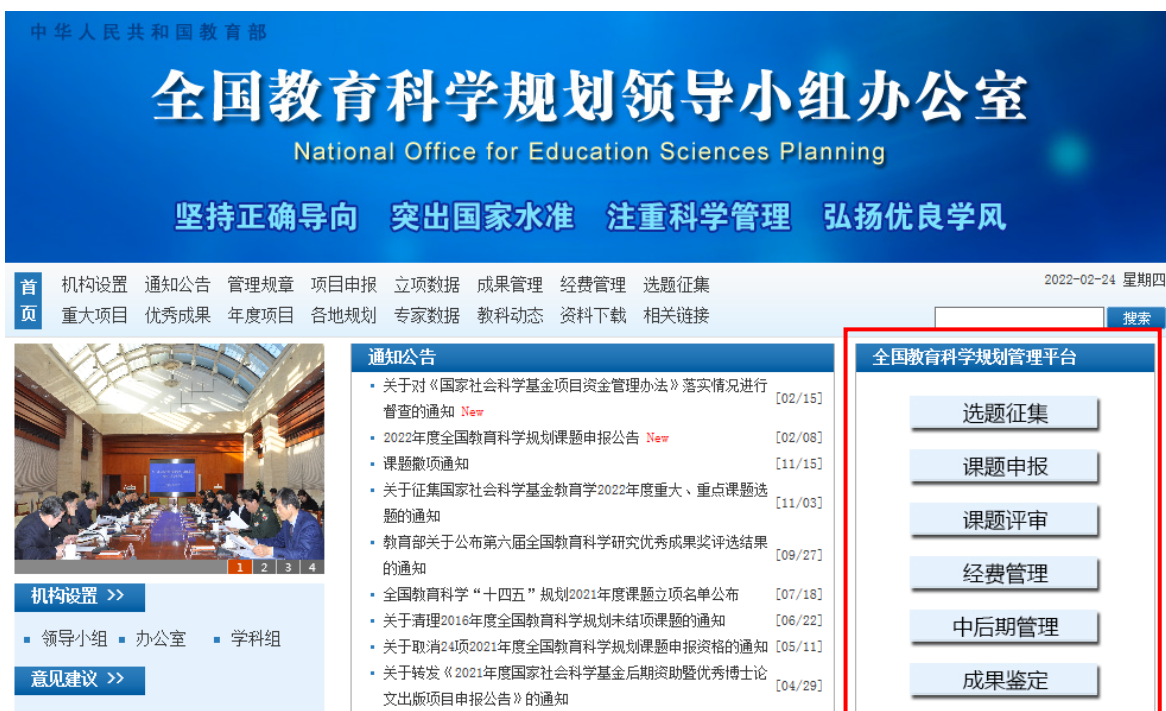 中华人民共和国教育部
全国教育科学规划领导小组办公室
National Office for Education Sciences Planning
坚持正确导向 突出国家水准 注重科学管理 弘扬优良学风
首页
机构设置 通知公告 管理规章 项目申报 立项数据 成果管理 经费管理 选题征集
重大项目 优秀成果 年度项目 各地规划 专家数据 教科动态 资料下载 相关链接
2022-02-24 星期四
搜索
1 2 3 4
机构设置 >>
领导小组 办公室 学科组
意见建议 >>
通知公告
关于对《国家社会科学基金项目资金管理办法》落实情况进行
督查的通知 New [02/15]
2022年度全国教育科学规划课题申报公告 New [02/08]
课题撤项通知 [11/15]
关于征集国家社会科学基金教育学2022年度重大、重点课题选
题的通知 [11/03]
教育部关于公布第六届全国教育科学研究优秀成果奖评选结果
的通知 [09/27]
全国教育科学“十四五”规划2021年度课题立项名单公布 [07/18]
关于清理2016年度全国教育科学规划未结项课题的通知 [06/22]
关于取消24项2021年度全国教育科学规划课题申报资格的通知 [05/11]
关于转发《2021年度国家社会科学基金后期资助暨优秀博士论
文出版项目申报公告》的通知 [04/29]
全国教育科学规划管理平台
选题征集
课题申报
课题评审
经费管理
中后期管理
成果鉴定